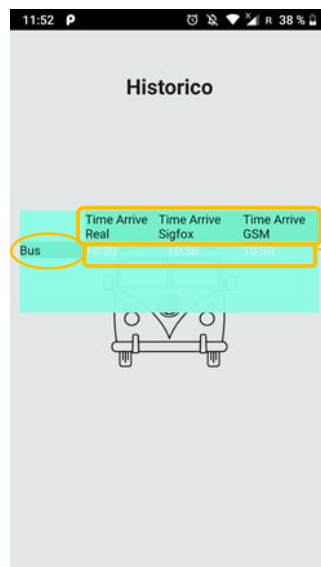 11:52 R 38 %
Historico
Time Arrive Time Arrive Time Arrive
Real Sigfox GSM
Bus 10:30 10:30 10:30